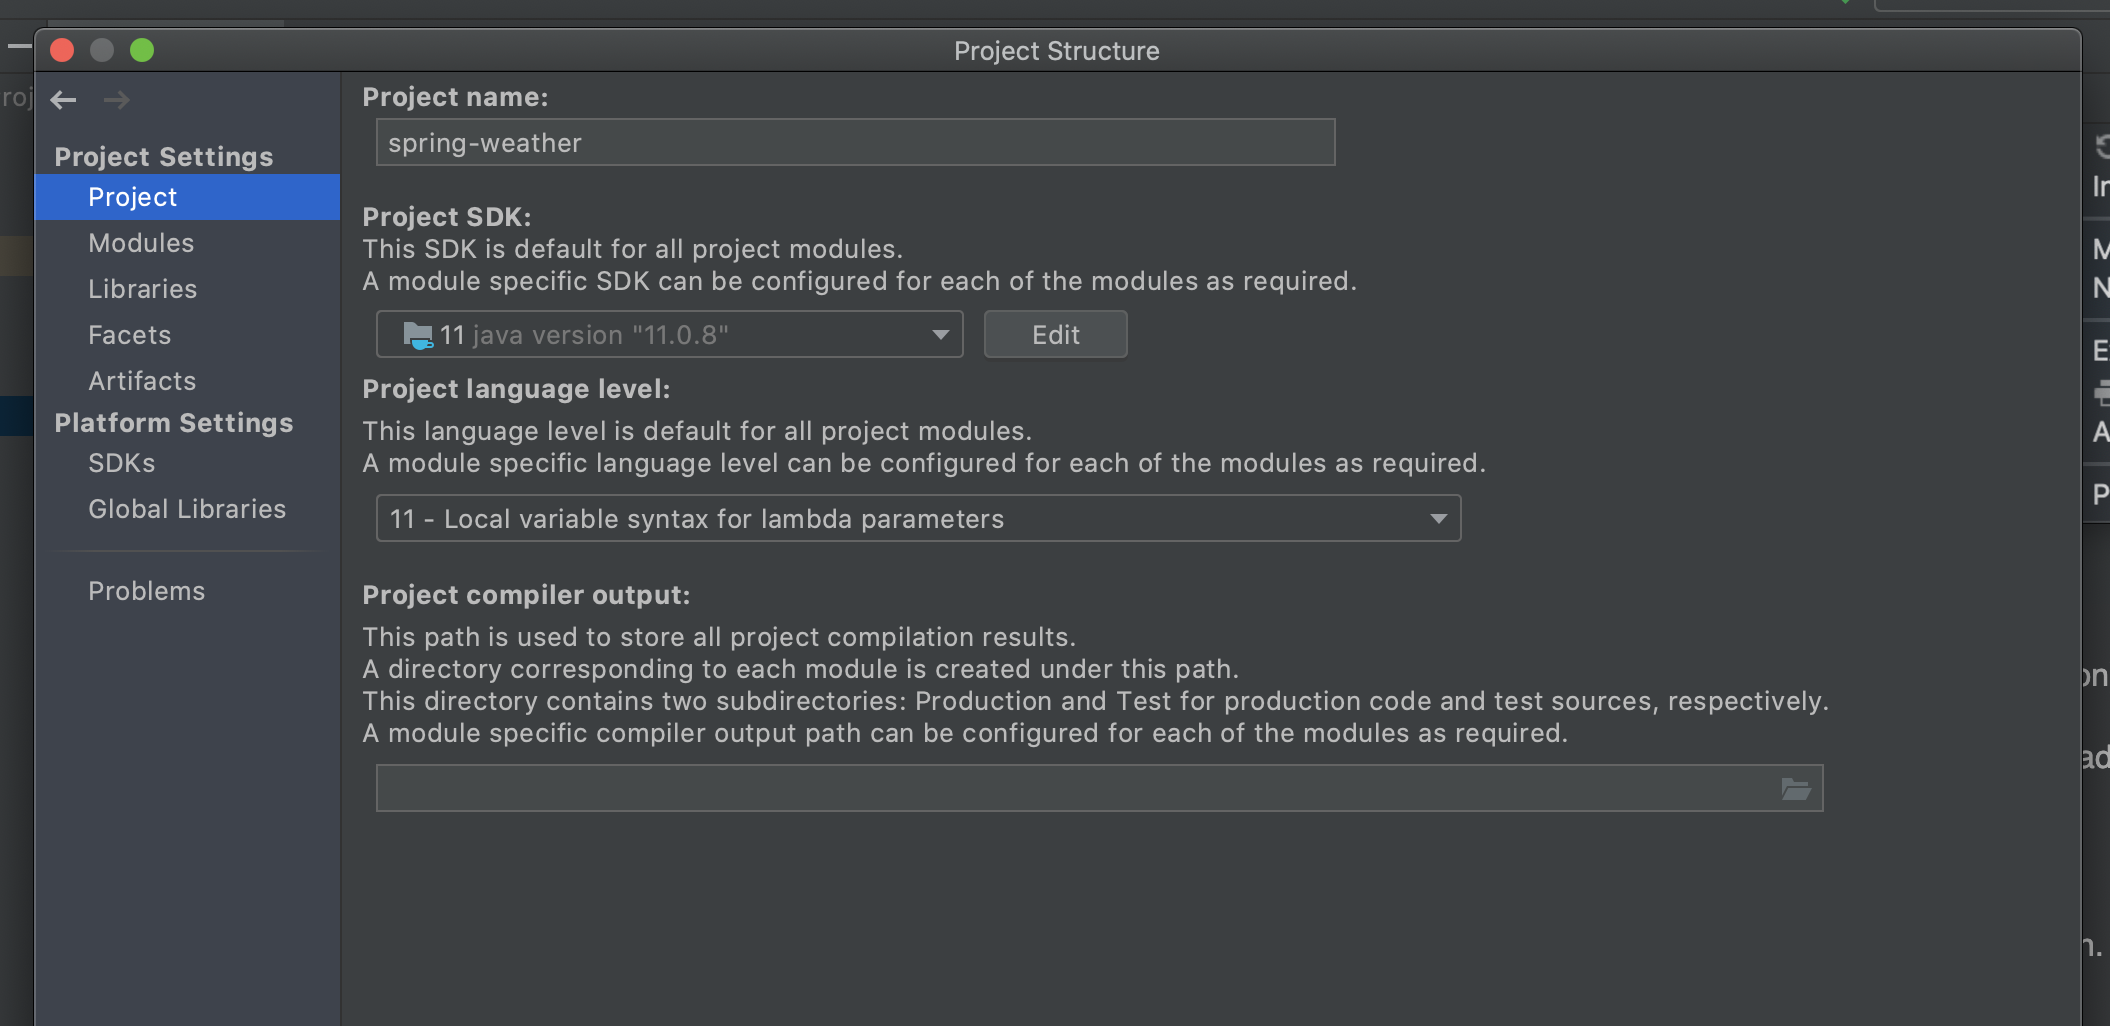 Project Structure
Project Settings
Project
Modules
Libraries
Facets
Artifacts
Platform Settings
SDKs
Global Libraries
Problems
Project name:
spring-weather
Project SDK:
This SDK is default for all project modules.
A module specific SDK can be configured for each of the modules as required.
11 java version "11.0.8"
Edit
Project language level:
This language level is default for all project modules.
A module specific language level can be configured for each of the modules as required.
11 - Local variable syntax for lambda parameters
Project compiler output:
This path is used to store all project compilation results.
A directory corresponding to each module is created under this path.
This directory contains two subdirectories: Production and Test for production code and test sources, respectively.
A module specific compiler output path can be configured for each of the modules as required.